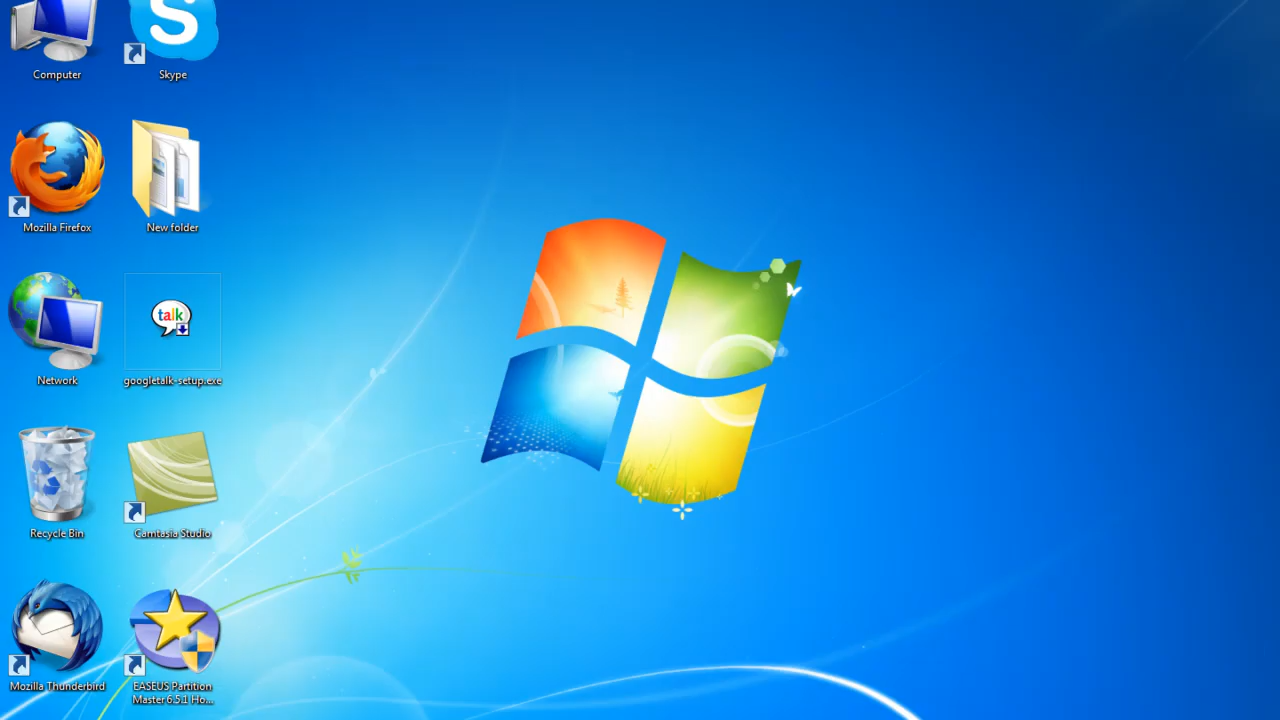 Computer
Skype
Mozilla Firefox
New folder
talk
Network
googletalk-setup.exe
Recycle Bin
Camtasia Studio
Mozilla Thunderbird
EASEUS Partition
Master 6.5.1 Ho...